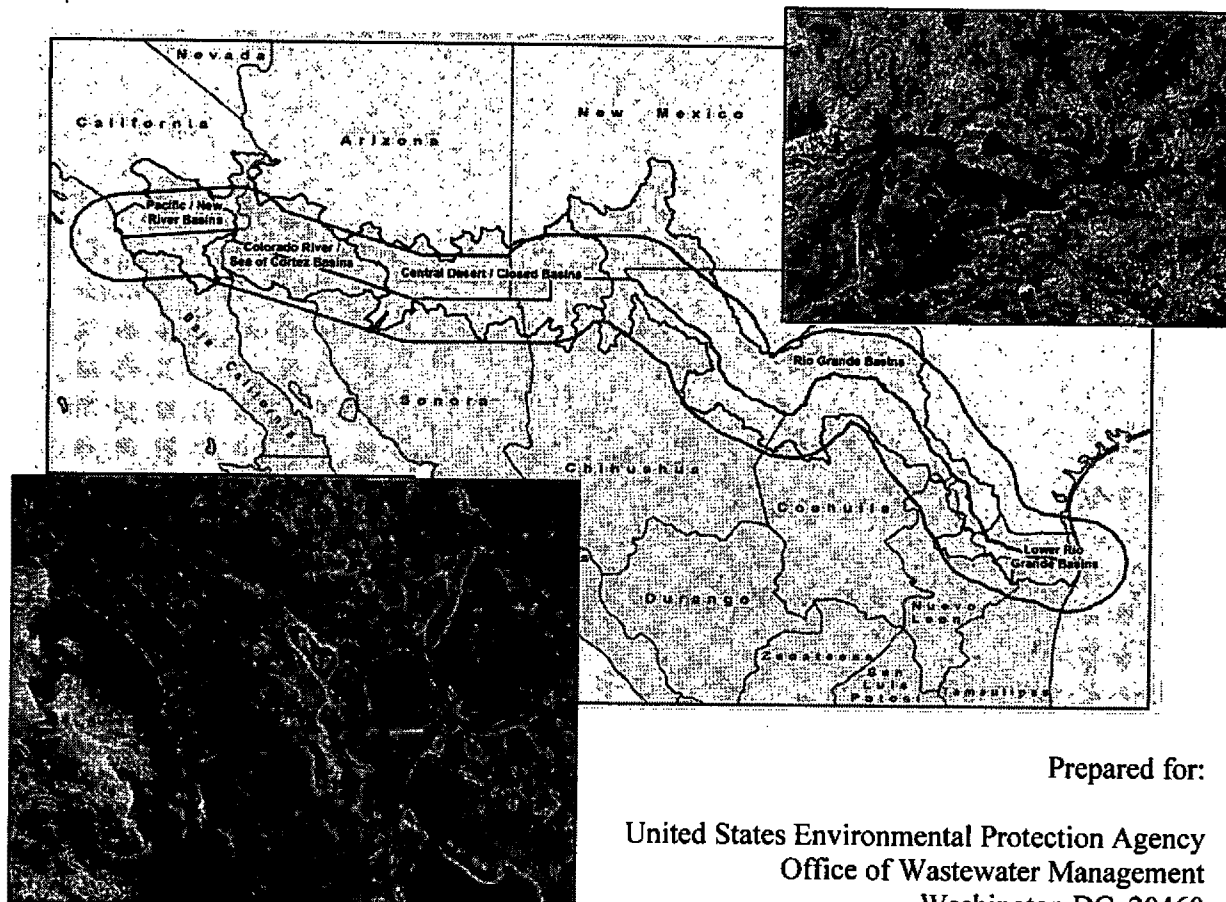 Nevada
California
Arizona
New Mexico
Pacific / New
River Basins
Colorado River /
Sea of Cortez Basins
Central Desert / Closed Basins
Rio Grande Basins
Baja California
Sonora
Chihuahua
Coahuila
Lower Rio
Grande Basins
Durango
Nuevo
Leon
Zacatecas
San
Luis
Potosi
Tamaulipas
Prepared for:
United States Environmental Protection Agency
Office of Wastewater Management
Washington, DC 20460